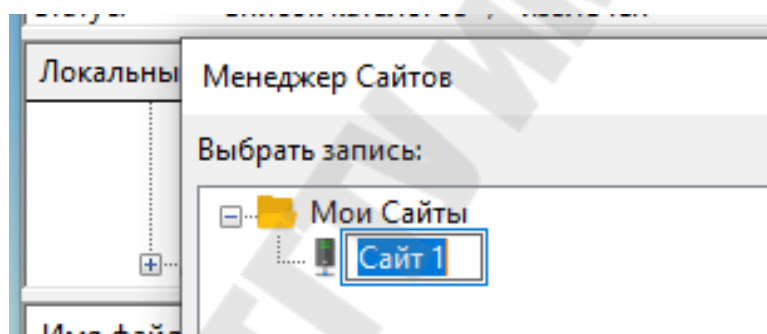 Локальны
Менеджер Сайтов
Выбрать запись:
Мои Сайты
Сайт 1